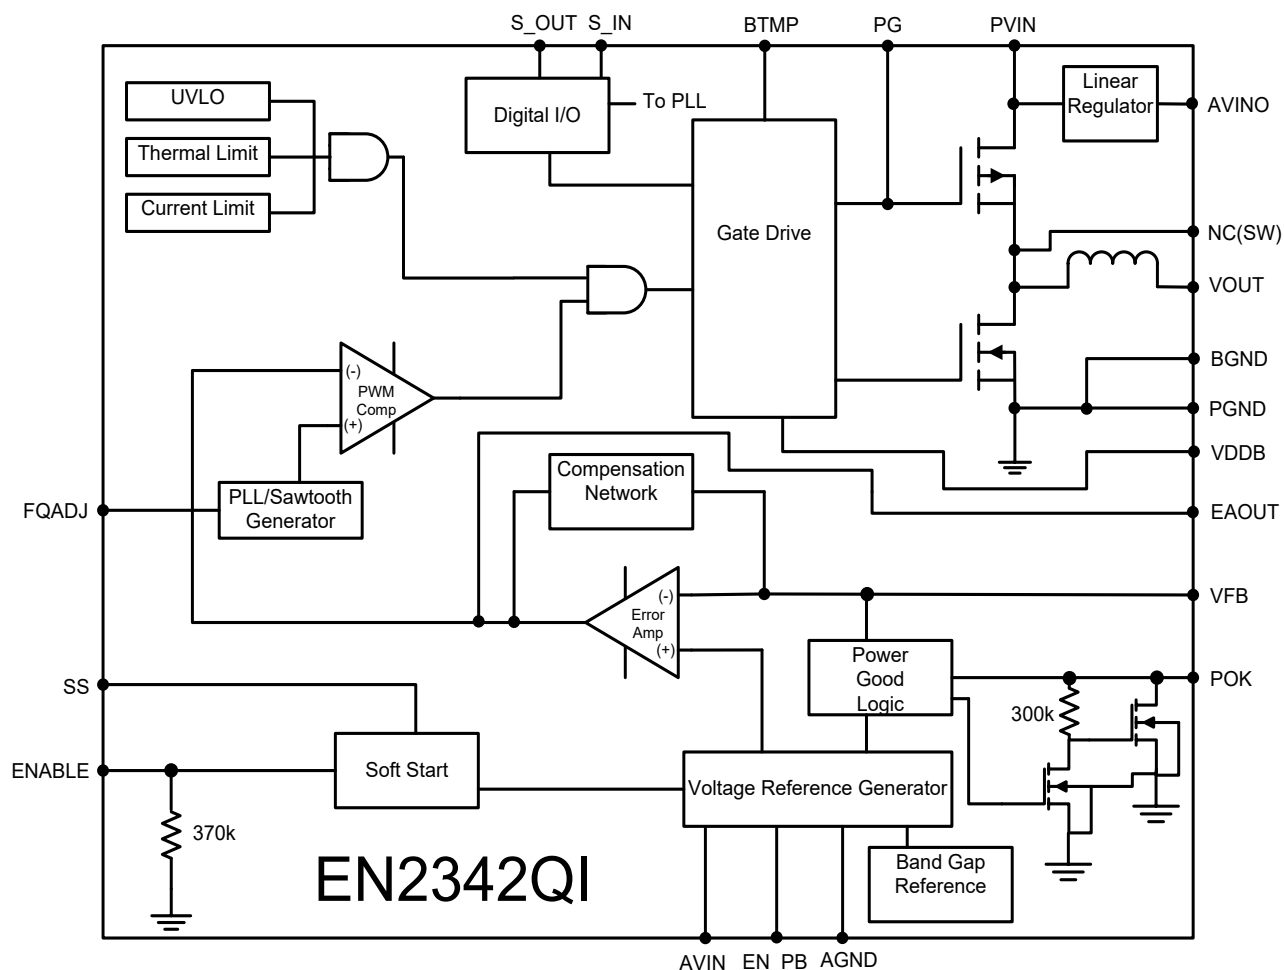 S_OUT S_IN BTMP PG PVIN
UVLO
Thermal Limit
Current Limit
Digital I/O
To PLL
Gate Drive
Linear
Regulator
AVINO
NC(SW)
VOUT
BGND
PGND
VDDB
EAOUT
VFB
POK
(-)
PWM
Comp
(+)
FQADJ
PLL/Sawtooth
Generator
Compensation
Network
(-)
Error
Amp
(+)
Power
Good
Logic
300k
SS
ENABLE
Soft Start
370k
Voltage Reference Generator
Band Gap
Reference
EN2342QI
AVIN EN_PB AGND